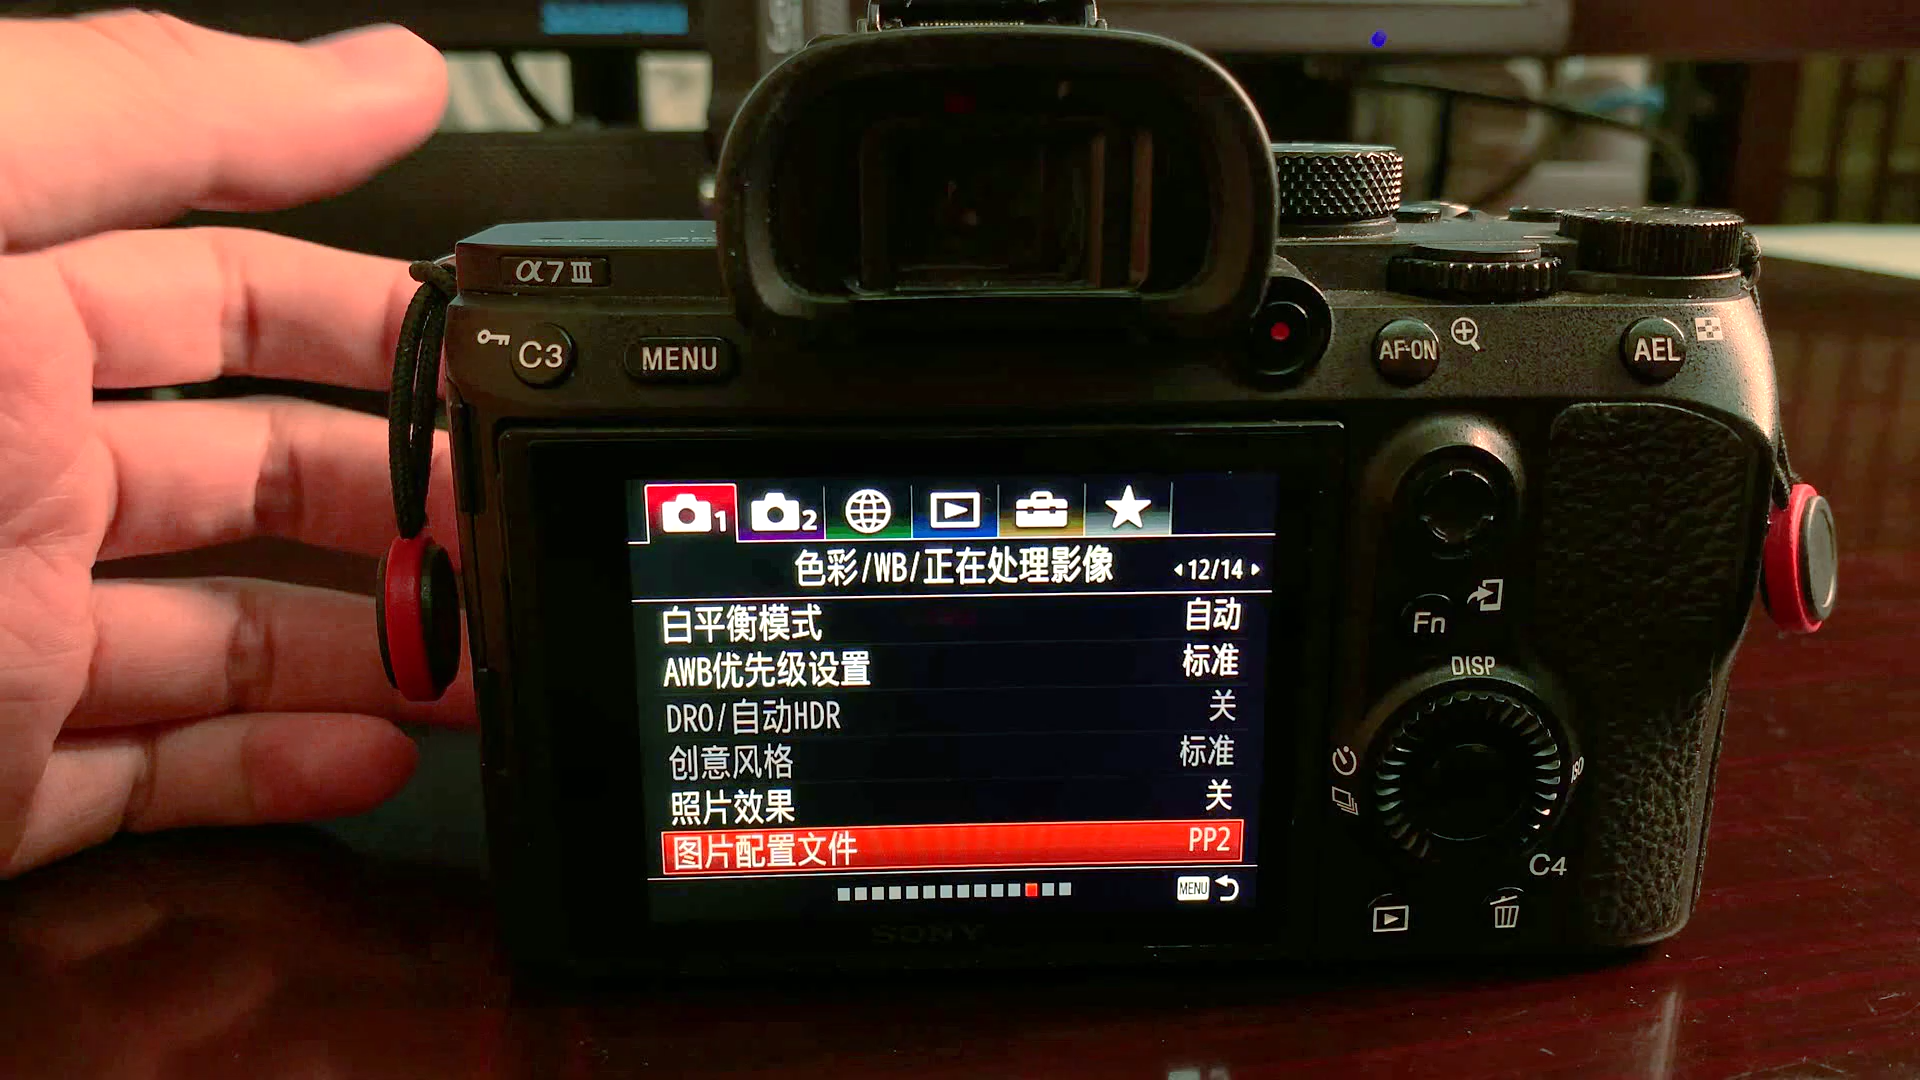 α7III
C3
MENU
AF-ON
AEL
1
2
色彩/WB/正在处理影像
12/14
白平衡模式 自动
AWB优先级设置 标准
DRO/自动HDR 关
创意风格 标准
照片效果 关
图片配置文件 PP2
MENU
SONY
Fn
DISP
ISO
C4